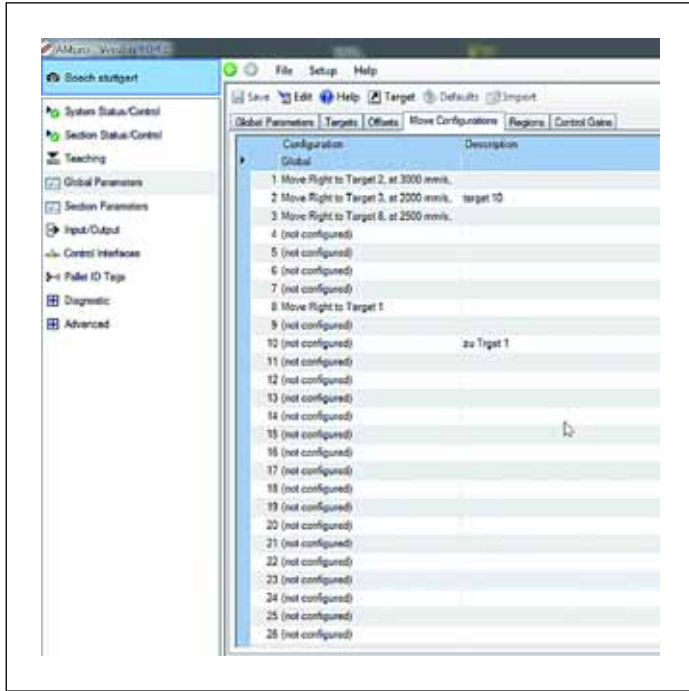 Bosch stuttgart
System Status/Control
Section Status/Control
Teaching
Global Parameters
Section Parameters
Input/Output
Control Interfaces
Pallet ID Tags
Diagnostic
Advanced
File Setup Help
Save Edit Help Target Defaults Import
Global Parameters Targets Offsets Move Configurations Regions Control Gains
Configuration Description
Global
1 Move Right to Target 2, at 3000 mm/s,
2 Move Right to Target 3, at 2000 mm/s, target 10
3 Move Right to Target 8, at 2500 mm/s,
4 (not configured)
5 (not configured)
6 (not configured)
7 (not configured)
8 Move Right to Target 1
9 (not configured)
10 (not configured) zu Trget 1
11 (not configured)
12 (not configured)
13 (not configured)
14 (not configured)
15 (not configured)
16 (not configured)
17 (not configured)
18 (not configured)
19 (not configured)
20 (not configured)
21 (not configured)
22 (not configured)
23 (not configured)
24 (not configured)
25 (not configured)
26 (not configured)